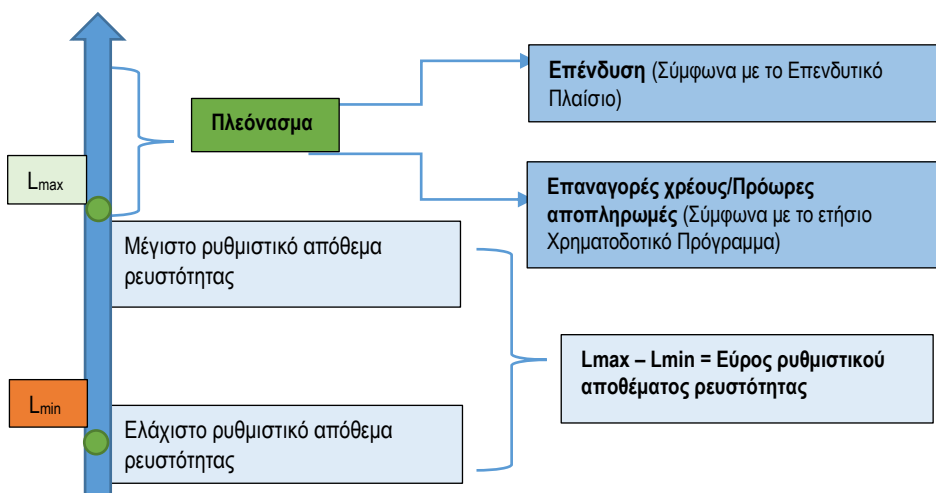 Επένδυση (Σύμφωνα με το Επενδυτικό
Πλαίσιο)
Πλεόνασμα
Lmax
Επαναγορές χρέους/Πρόωρες
αποπληρωμές (Σύμφωνα με το ετήσιο
Χρηματοδοτικό Πρόγραμμα)
Μέγιστο ρυθμιστικό απόθεμα
ρευστότητας
Lmax – Lmin = Εύρος ρυθμιστικού
αποθέματος ρευστότητας
Lmin
Ελάχιστο ρυθμιστικό απόθεμα
ρευστότητας